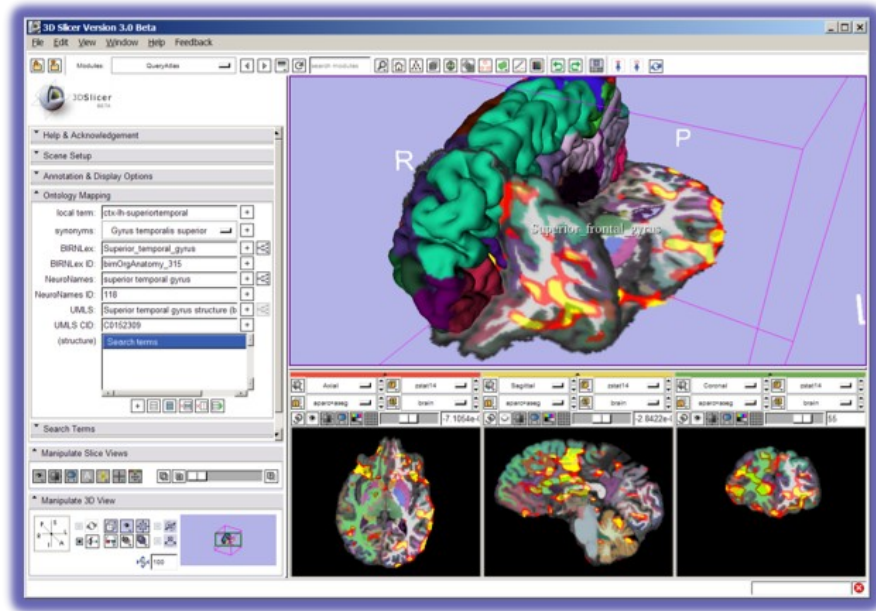 3D Slicer Version 3.0 Beta
File Edit View Window Help Feedback
Modules: QueryAtlas search modules
3DSlicer
BETA
Help & Acknowledgement
Scene Setup
Annotation & Display Options
Ontology Mapping
local term: ctx-lh-superiortemporal
synonyms: Gyrus temporalis superior
BIRNLex: Superior_temporal_gyrus
BIRNLex ID: birnOrgAnatomy_315
NeuroNames: superior temporal gyrus
NeuroNames ID: 118
UMLS: Superior temporal gyrus structure (b
UMLS CID: C0152309
(structure) Search terms
Search Terms
Manipulate Slice Views
Manipulate 3D View
100
R
P
L
Superior_frontal_gyrus
Axial zstat14 Sagittal zstat14 Coronal zstat14
aparc+aseg brain aparc+aseg brain aparc+aseg brain
-7.1054e- -2.8422e- 55